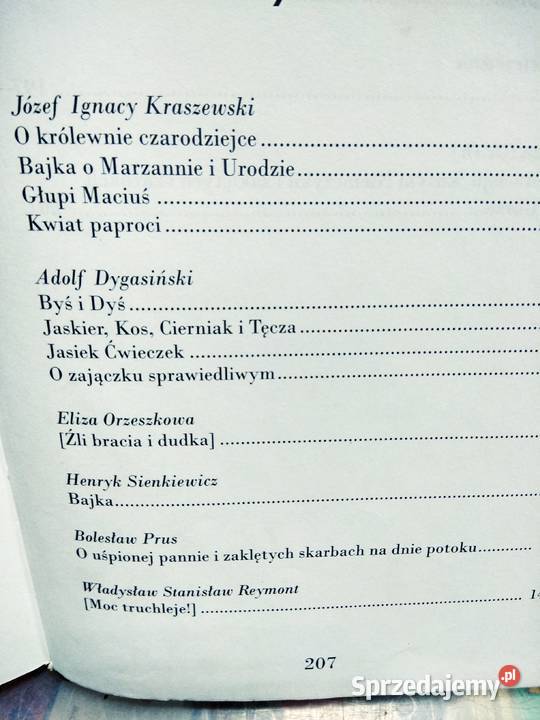 Józef Ignacy Kraszewski
O królewnie czarodziejce
Bajka o Marzannie i Urodzie
Głupi Maciuś
Kwiat paproci
Adolf Dygasiński
Byś i Dyś
Jaskier, Kos, Cierniak i Tęcza
Jasiek Ćwieczek
O zajączku sprawiedliwym
Eliza Orzeszkowa
[Źli bracia i dudka]
Henryk Sienkiewicz
Bajka
Bolesław Prus
O uśpionej pannie i zaklętych skarbach na dnie potoku
Władysław Stanisław Reymont
[Moc truchleje!]
207
Sprzedajemy.pl